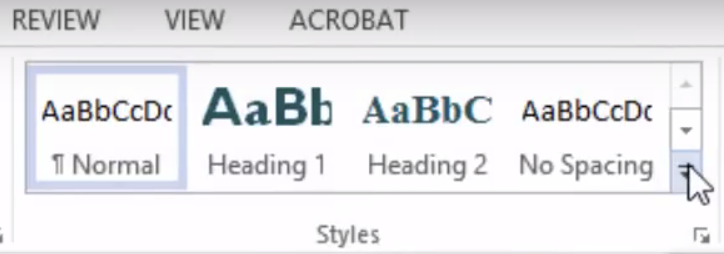 REVIEW VIEW ACROBAT
AaBbCcDc AaBb AaBbC AaBbCcDc
¶ Normal Heading 1 Heading 2 No Spacing
Styles